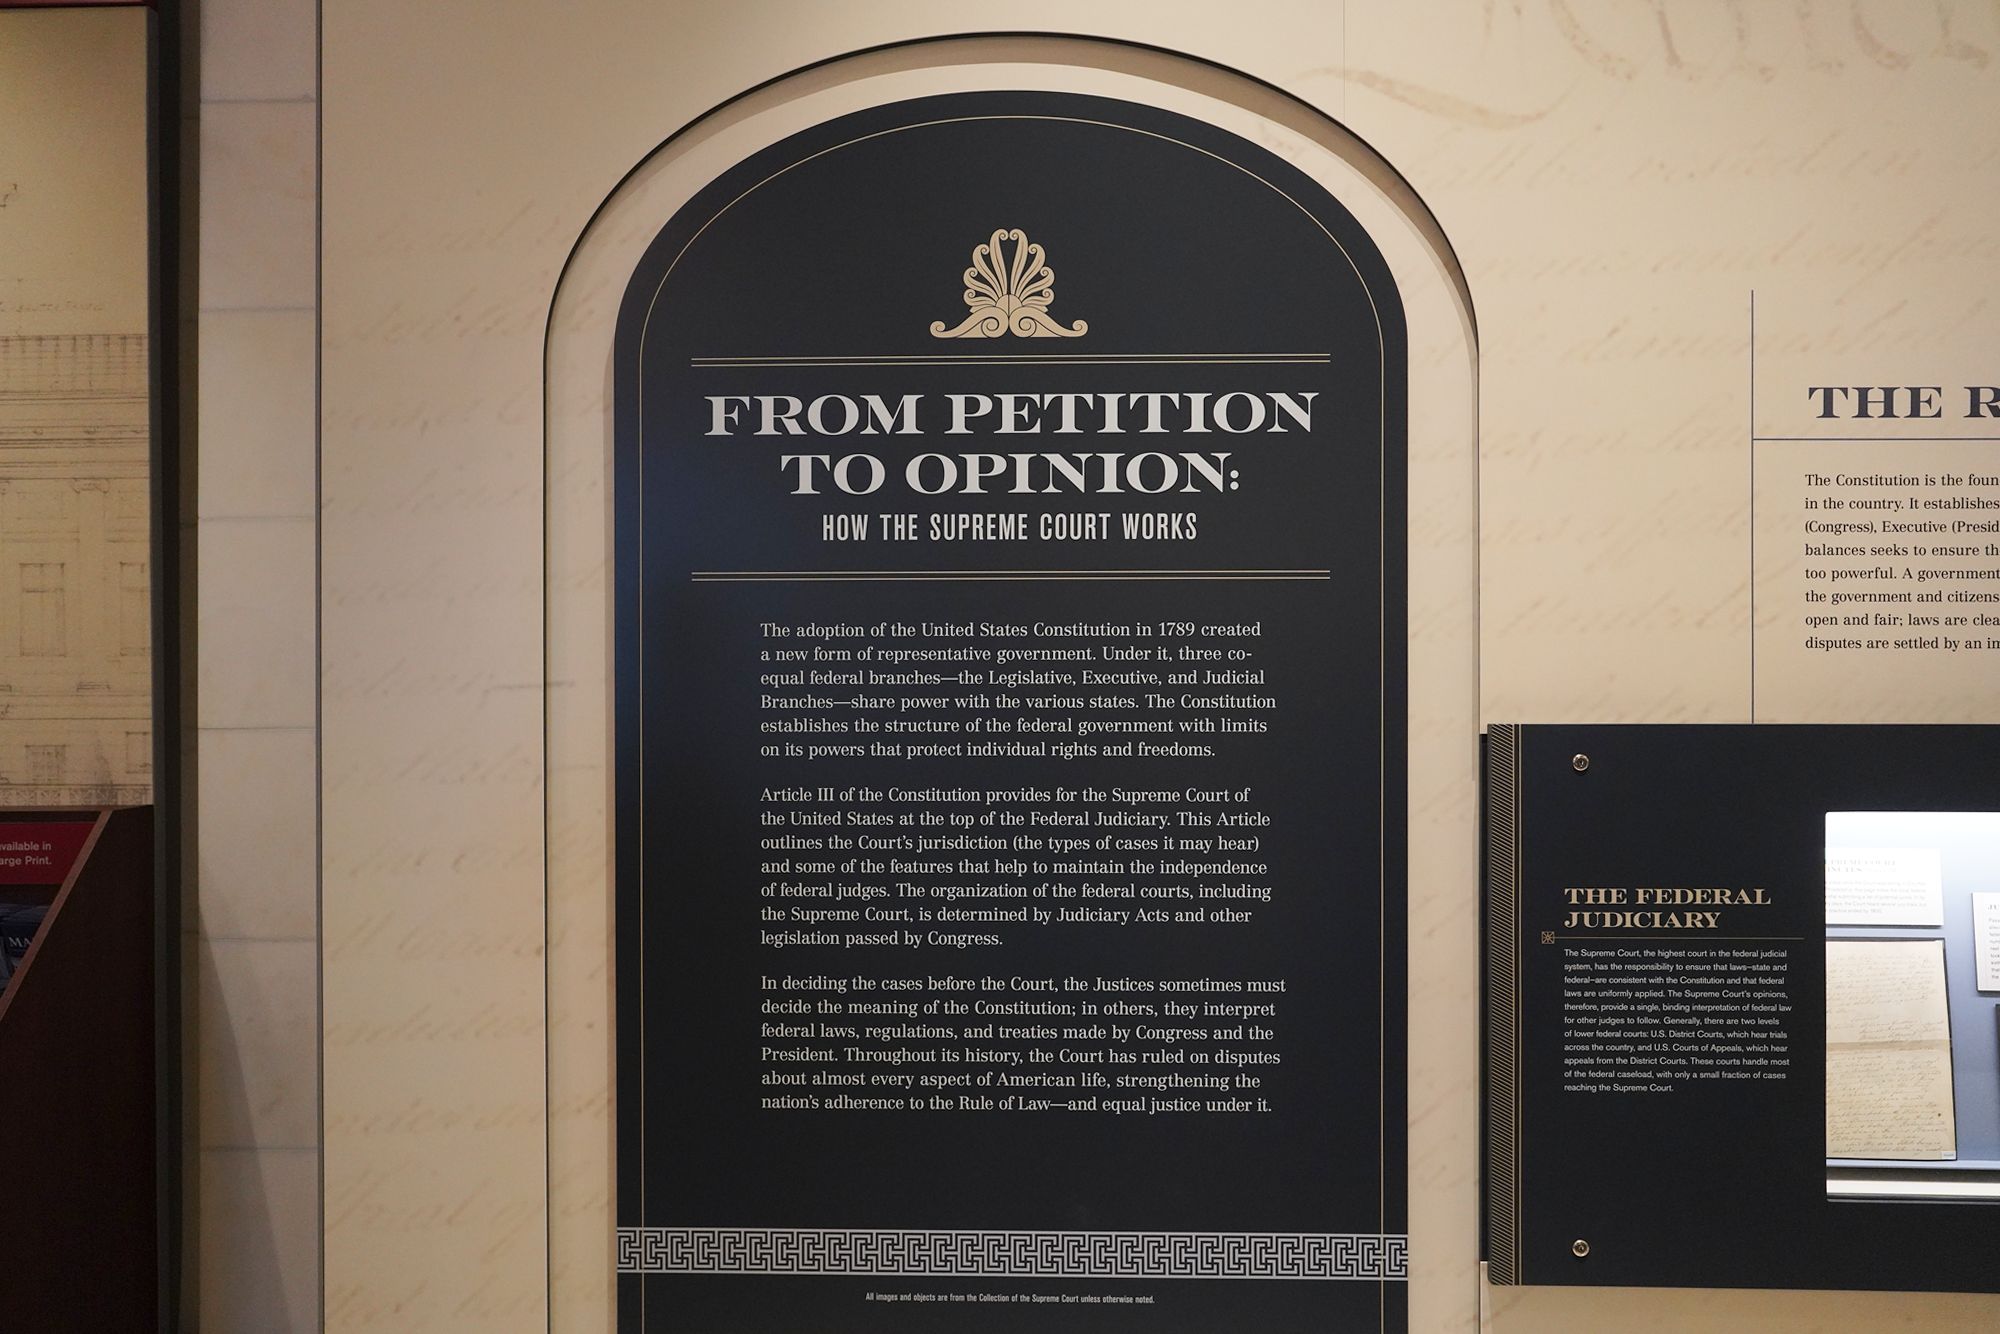 FROM PETITION
TO OPINION:
HOW THE SUPREME COURT WORKS
The adoption of the United States Constitution in 1789 created
a new form of representative government. Under it, three co-
equal federal branches—the Legislative, Executive, and Judicial
Branches—share power with the various states. The Constitution
establishes the structure of the federal government with limits
on its powers that protect individual rights and freedoms.
Article III of the Constitution provides for the Supreme Court of
the United States at the top of the Federal Judiciary. This Article
outlines the Court's jurisdiction (the types of cases it may hear)
and some of the features that help to maintain the independence
of federal judges. The organization of the federal courts, including
the Supreme Court, is determined by Judiciary Acts and other
legislation passed by Congress.
In deciding the cases before the Court, the Justices sometimes must
decide the meaning of the Constitution; in others, they interpret
federal laws, regulations, and treaties made by Congress and the
President. Throughout its history, the Court has ruled on disputes
about almost every aspect of American life, strengthening the
nation's adherence to the Rule of Law—and equal justice under it.
All images and objects are from the Collection of the Supreme Court unless otherwise noted.
THE R
The Constitution is the foun
in the country. It establishes
(Congress), Executive (Presid
balances seeks to ensure th
too powerful. A government
the government and citizens
open and fair; laws are clea
disputes are settled by an im
THE FEDERAL
JUDICIARY
The Supreme Court, the highest court in the federal judicial
system, has the responsibility to ensure that laws—state and
federal—are consistent with the Constitution and that federal
laws are uniformly applied. The Supreme Court's opinions,
therefore, provide a single, binding interpretation of federal law
for other judges to follow. Generally, there are two levels
of lower federal courts: U.S. District Courts, which hear trials
across the country, and U.S. Courts of Appeals, which hear
appeals from the District Courts. These courts handle most
of the federal caseload, with only a small fraction of cases
reaching the Supreme Court.
vailable in
arge Print.
MA